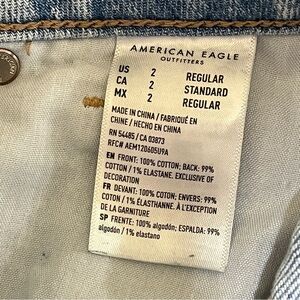 AMERICAN EAGLE
OUTFITTERS
US 2 REGULAR
CA 2 STANDARD
MX 2 REGULAR
MADE IN CHINA / FABRIQUÉ EN
CHINE / HECHO EN CHINA
RN 54485 / CA 03873
RFC# AEM120605U9A
EN FRONT: 100% COTTON; BACK: 99%
COTTON / 1% ELASTANE. EXCLUSIVE OF
DECORATION
FR DEVANT: 100% COTON; ENVERS: 99%
COTON / 1% ÉLASTHANNE. À L'EXCEPTION
DE LA GARNITURE
SP FRENTE: 100% algodón; ESPALDA: 99%
algodón; / 1% elastano